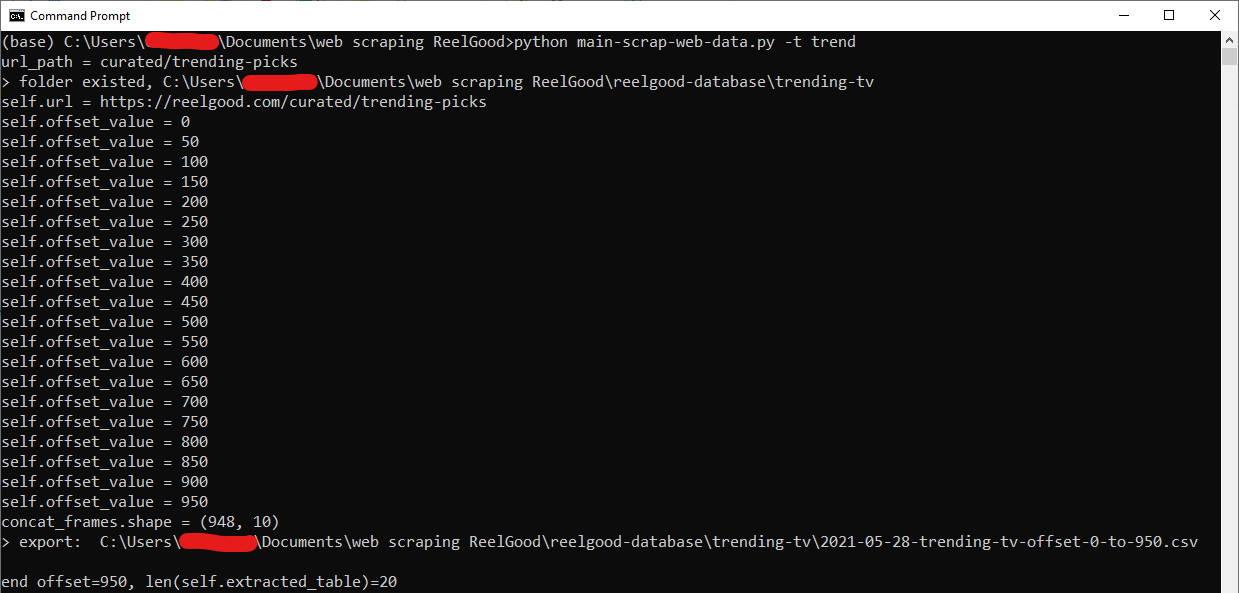 Command Prompt
(base) C:\Users\ \Documents\web scraping ReelGood>python main-scrap-web-data.py -t trend
url_path = curated/trending-picks
> folder existed, C:\Users\ \Documents\web scraping ReelGood\reelgood-database\trending-tv
self.url = https://reelgood.com/curated/trending-picks
self.offset_value = 0
self.offset_value = 50
self.offset_value = 100
self.offset_value = 150
self.offset_value = 200
self.offset_value = 250
self.offset_value = 300
self.offset_value = 350
self.offset_value = 400
self.offset_value = 450
self.offset_value = 500
self.offset_value = 550
self.offset_value = 600
self.offset_value = 650
self.offset_value = 700
self.offset_value = 750
self.offset_value = 800
self.offset_value = 850
self.offset_value = 900
self.offset_value = 950
concat_frames.shape = (948, 10)
> export:  C:\Users\ \Documents\web scraping ReelGood\reelgood-database\trending-tv\2021-05-28-trending-tv-offset-0-to-950.csv
end offset=950, len(self.extracted_table)=20